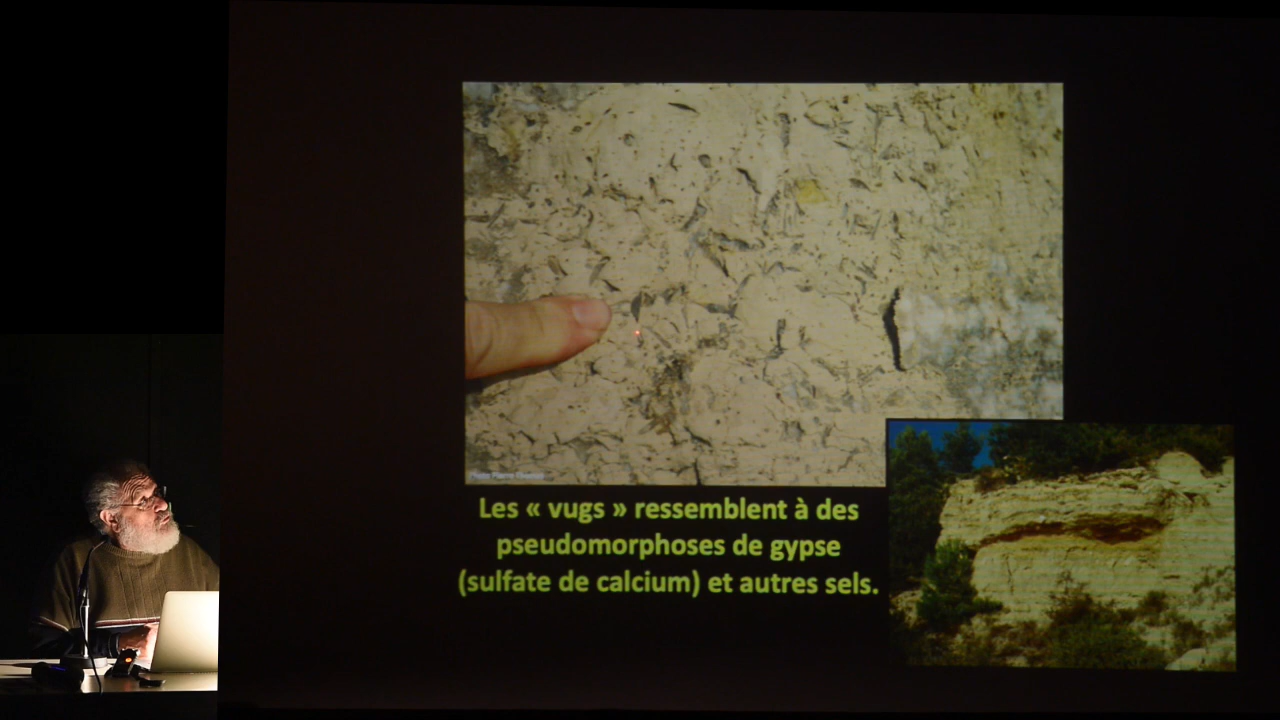 Les « vugs » ressemblent à des
pseudomorphoses de gypse
(sulfate de calcium) et autres sels.